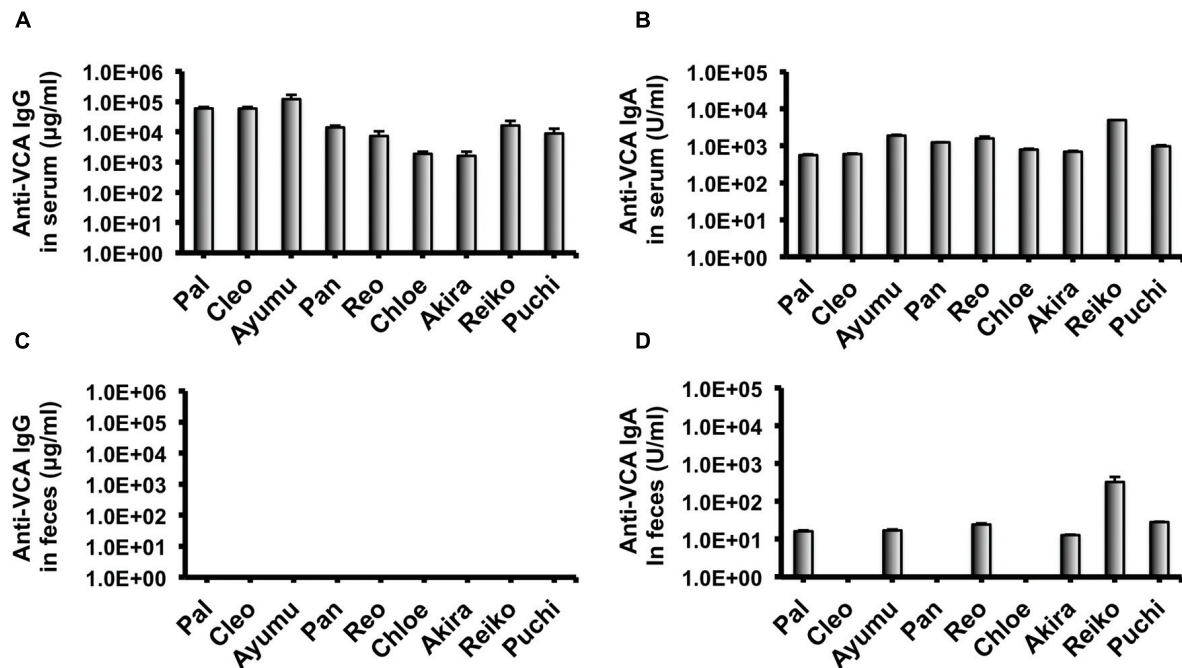 A
Anti-VCA IgG
in serum (μg/ml)
1.0E+06
1.0E+05
1.0E+04
1.0E+03
1.0E+02
1.0E+01
1.0E+00
Pal
Cleo
Ayumu
Pan
Reo
Chloe
Akira
Reiko
Puchi
B
Anti-VCA IgA
in serum (U/ml)
1.0E+05
1.0E+04
1.0E+03
1.0E+02
1.0E+01
1.0E+00
Pal
Cleo
Ayumu
Pan
Reo
Chloe
Akira
Reiko
Puchi
C
Anti-VCA IgG
in feces (μg/ml)
1.0E+06
1.0E+05
1.0E+04
1.0E+03
1.0E+02
1.0E+01
1.0E+00
Pal
Cleo
Ayumu
Pan
Reo
Chloe
Akira
Reiko
Puchi
D
Anti-VCA IgA
In feces (U/ml)
1.0E+05
1.0E+04
1.0E+03
1.0E+02
1.0E+01
1.0E+00
Pal
Cleo
Ayumu
Pan
Reo
Chloe
Akira
Reiko
Puchi